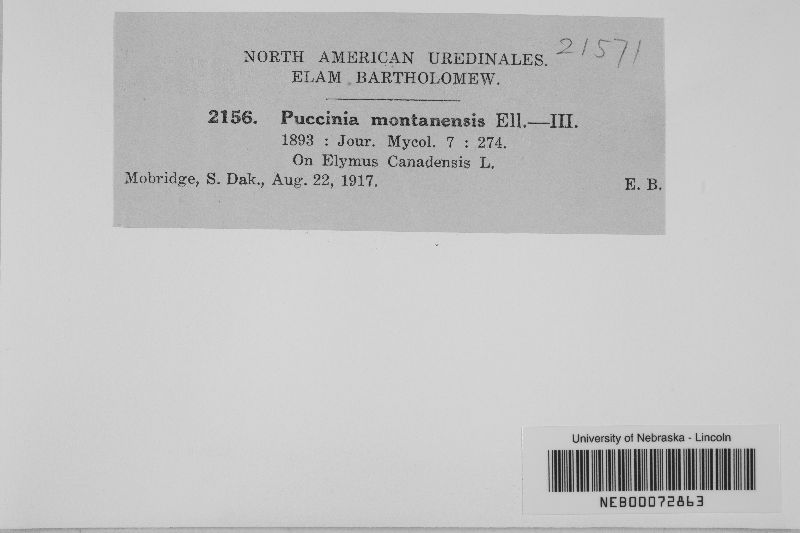 NORTH AMERICAN UREDINALES. 21571
ELAM BARTHOLOMEW.
2156. Puccinia montanensis Ell.—III.
1893 : Jour. Mycol. 7 : 274.
On Elymus Canadensis L.
Mobridge, S. Dak., Aug. 22, 1917. E. B.
University of Nebraska - Lincoln
NEB00072863